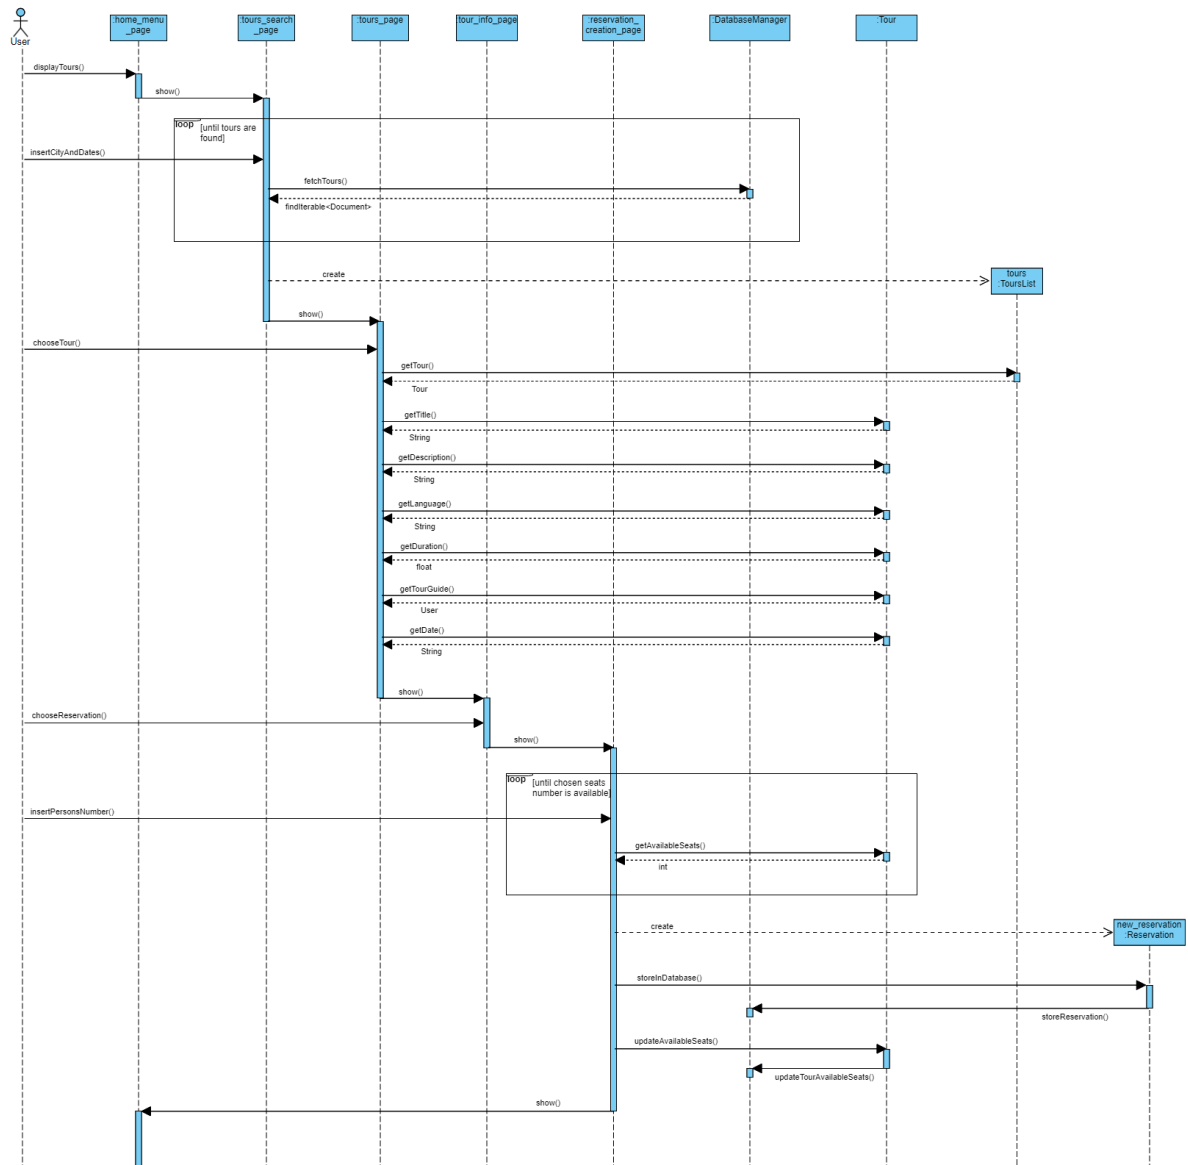 :home_menu
_page
:tours_search
_page
:tours_page
:tour_info_page
:reservation_
creation_page
:DatabaseManager
:Tour
User
displayTours()
show()
loop
[until tours are
found]
insertCityAndDates()
fetchTours()
findIterable<Document>
create
tours
:ToursList
show()
chooseTour()
getTour()
Tour
getTitle()
String
getDescription()
String
getLanguage()
String
getDuration()
float
getTourGuide()
User
getDate()
String
show()
chooseReservation()
show()
loop
[until chosen seats
number is available]
insertPersonsNumber()
getAvailableSeats()
int
create
new_reservation
:Reservation
storeInDatabase()
storeReservation()
updateAvailableSeats()
updateTourAvailableSeats()
show()